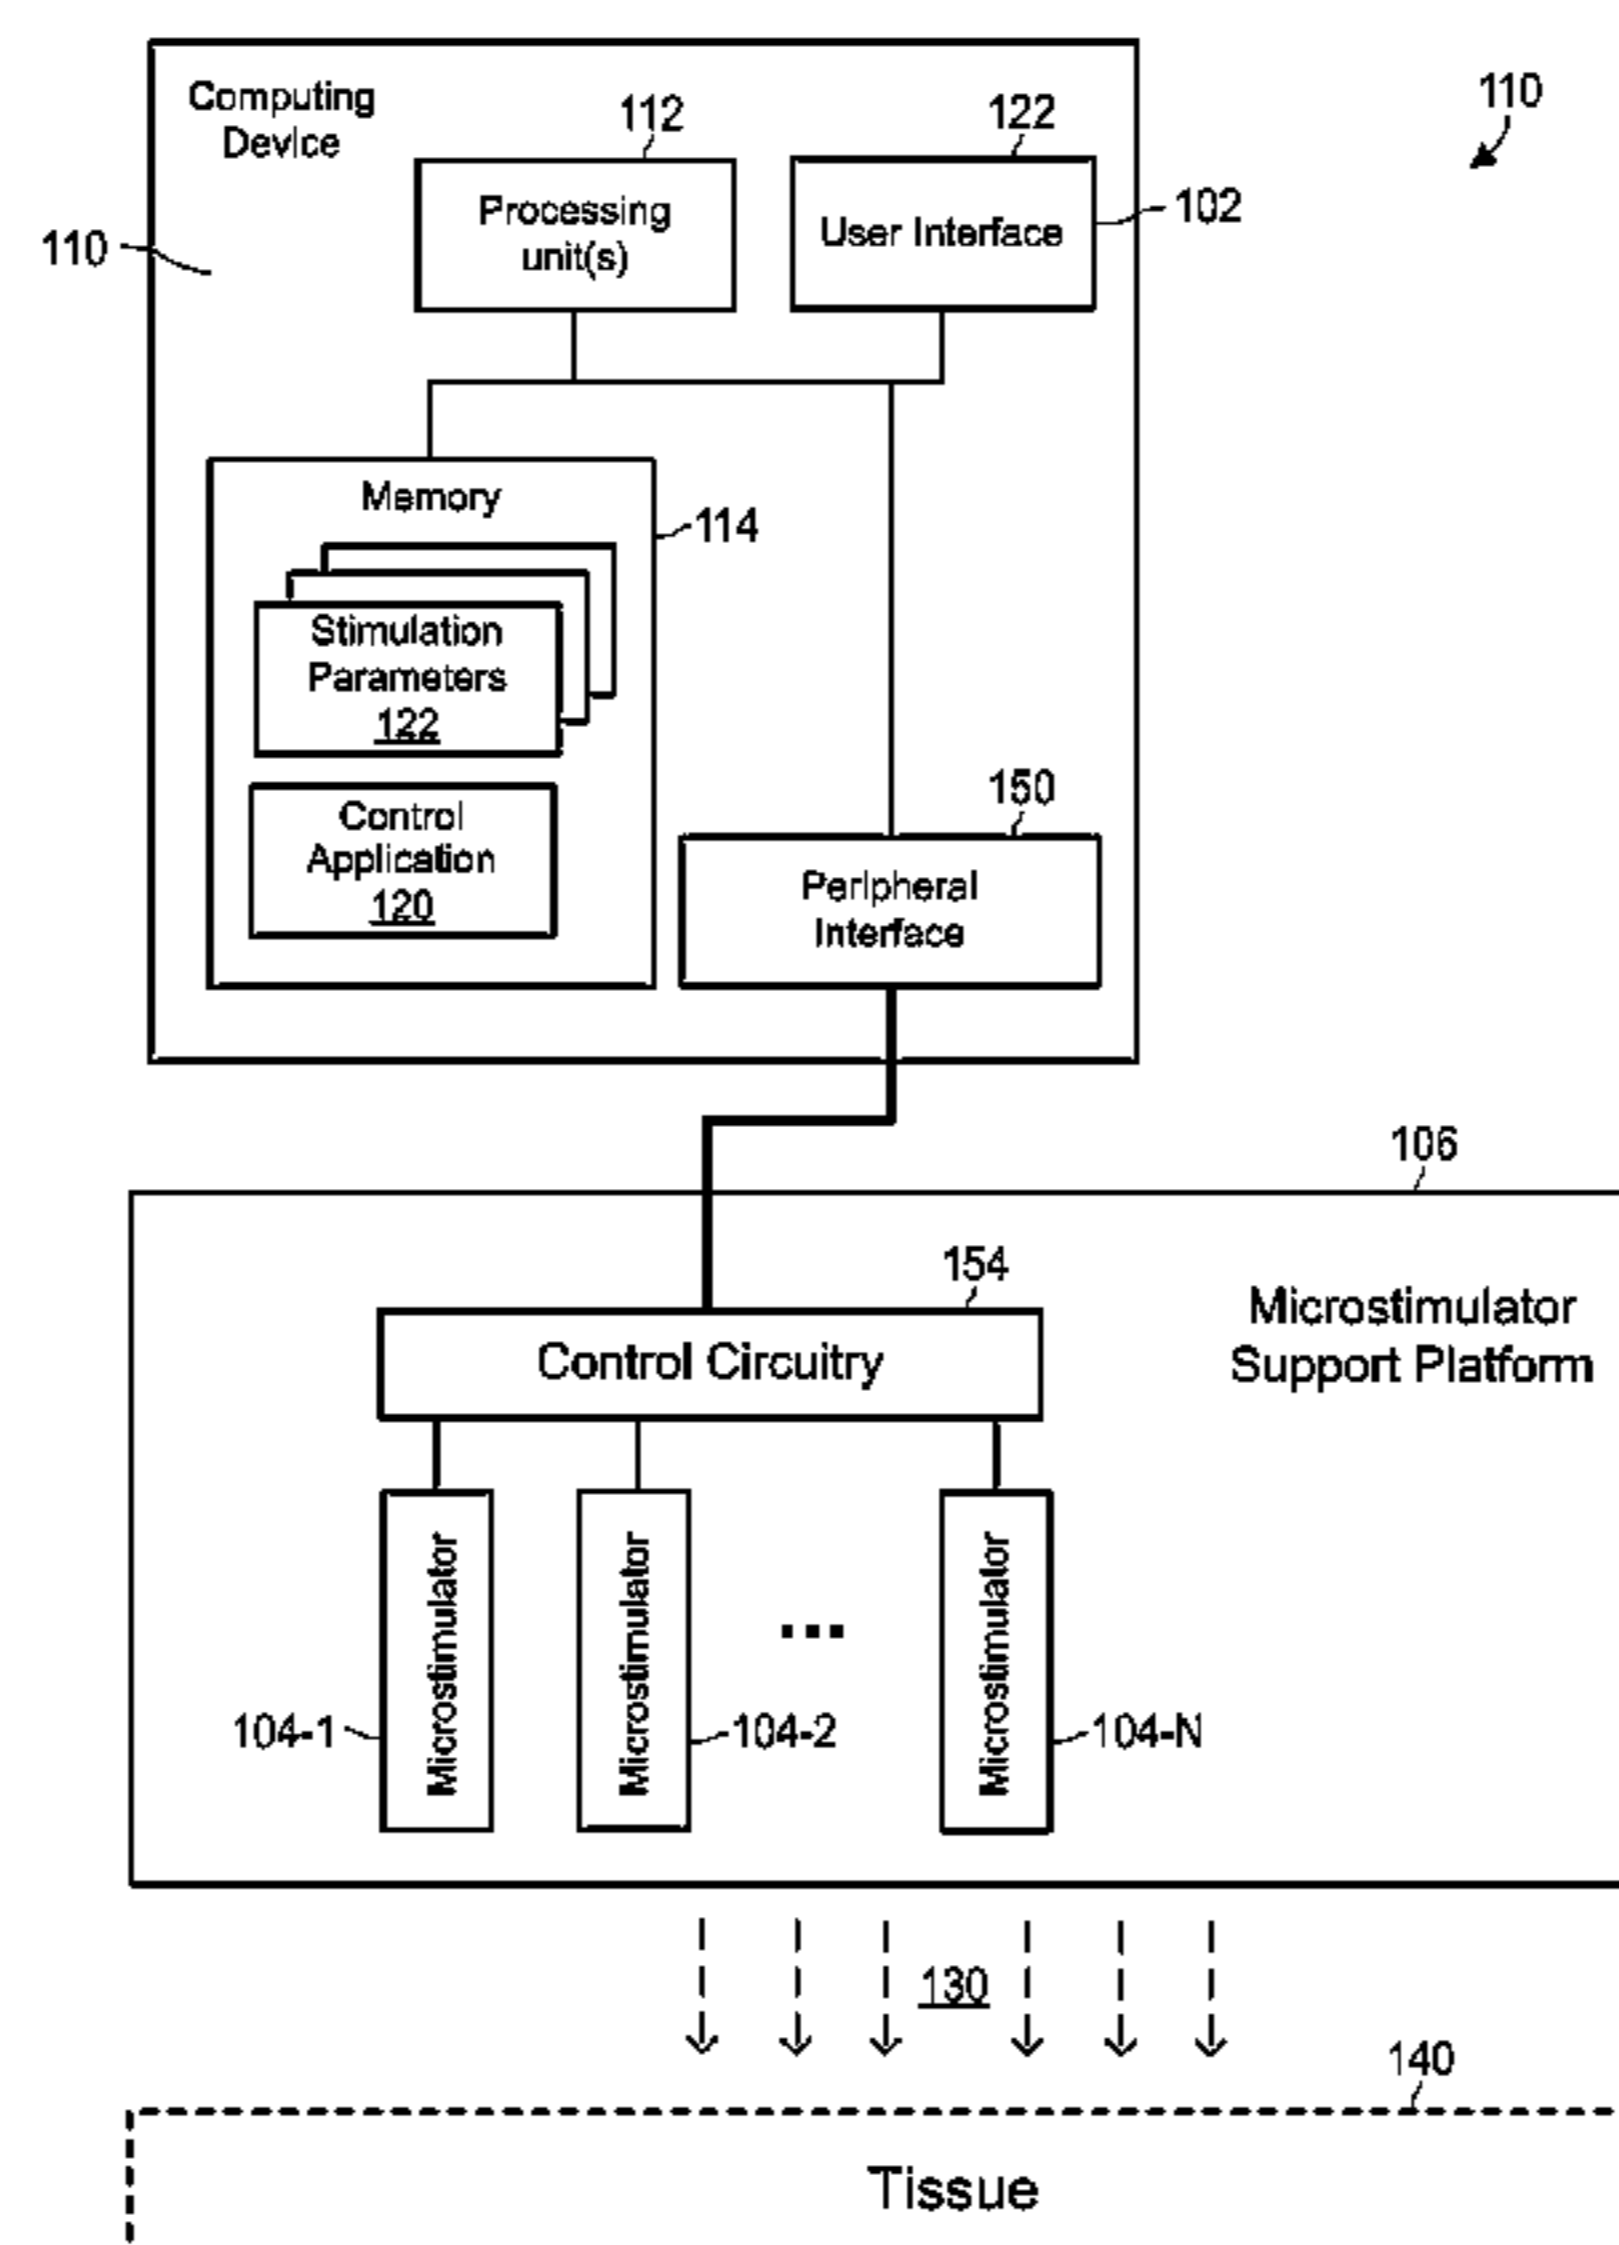 Computing
Device
112
122
110
Processing
unit(s)
User Interface
102
110
Memory
114
Stimulation
Parameters
122
Control
Application
120
150
Peripheral
Interface
106
154
Control Circuitry
Microstimulator
Support Platform
Microstimulator
Microstimulator
...
Microstimulator
104-1
104-2
104-N
130
140
Tissue